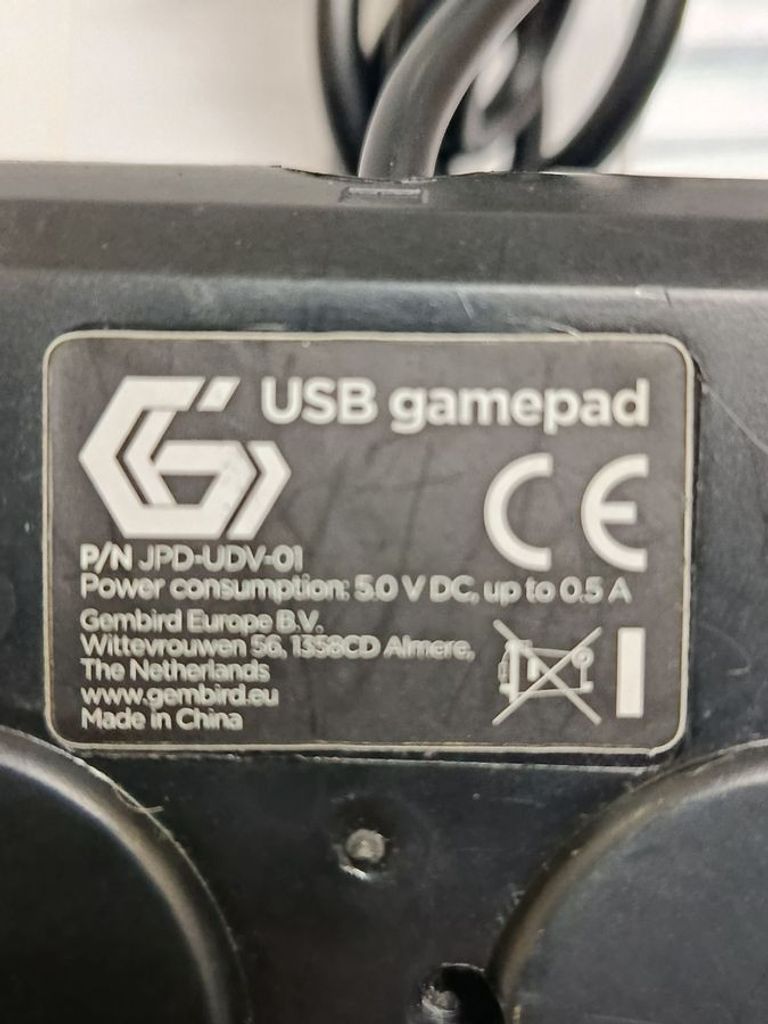 USB gamepad
CE
P/N JPD-UDV-01
Power consumption: 5.0 V DC, up to 0.5 A
Gembird Europe B.V.
Wittevrouwen 56, 1358CD Almere,
The Netherlands
www.gembird.eu
Made in China